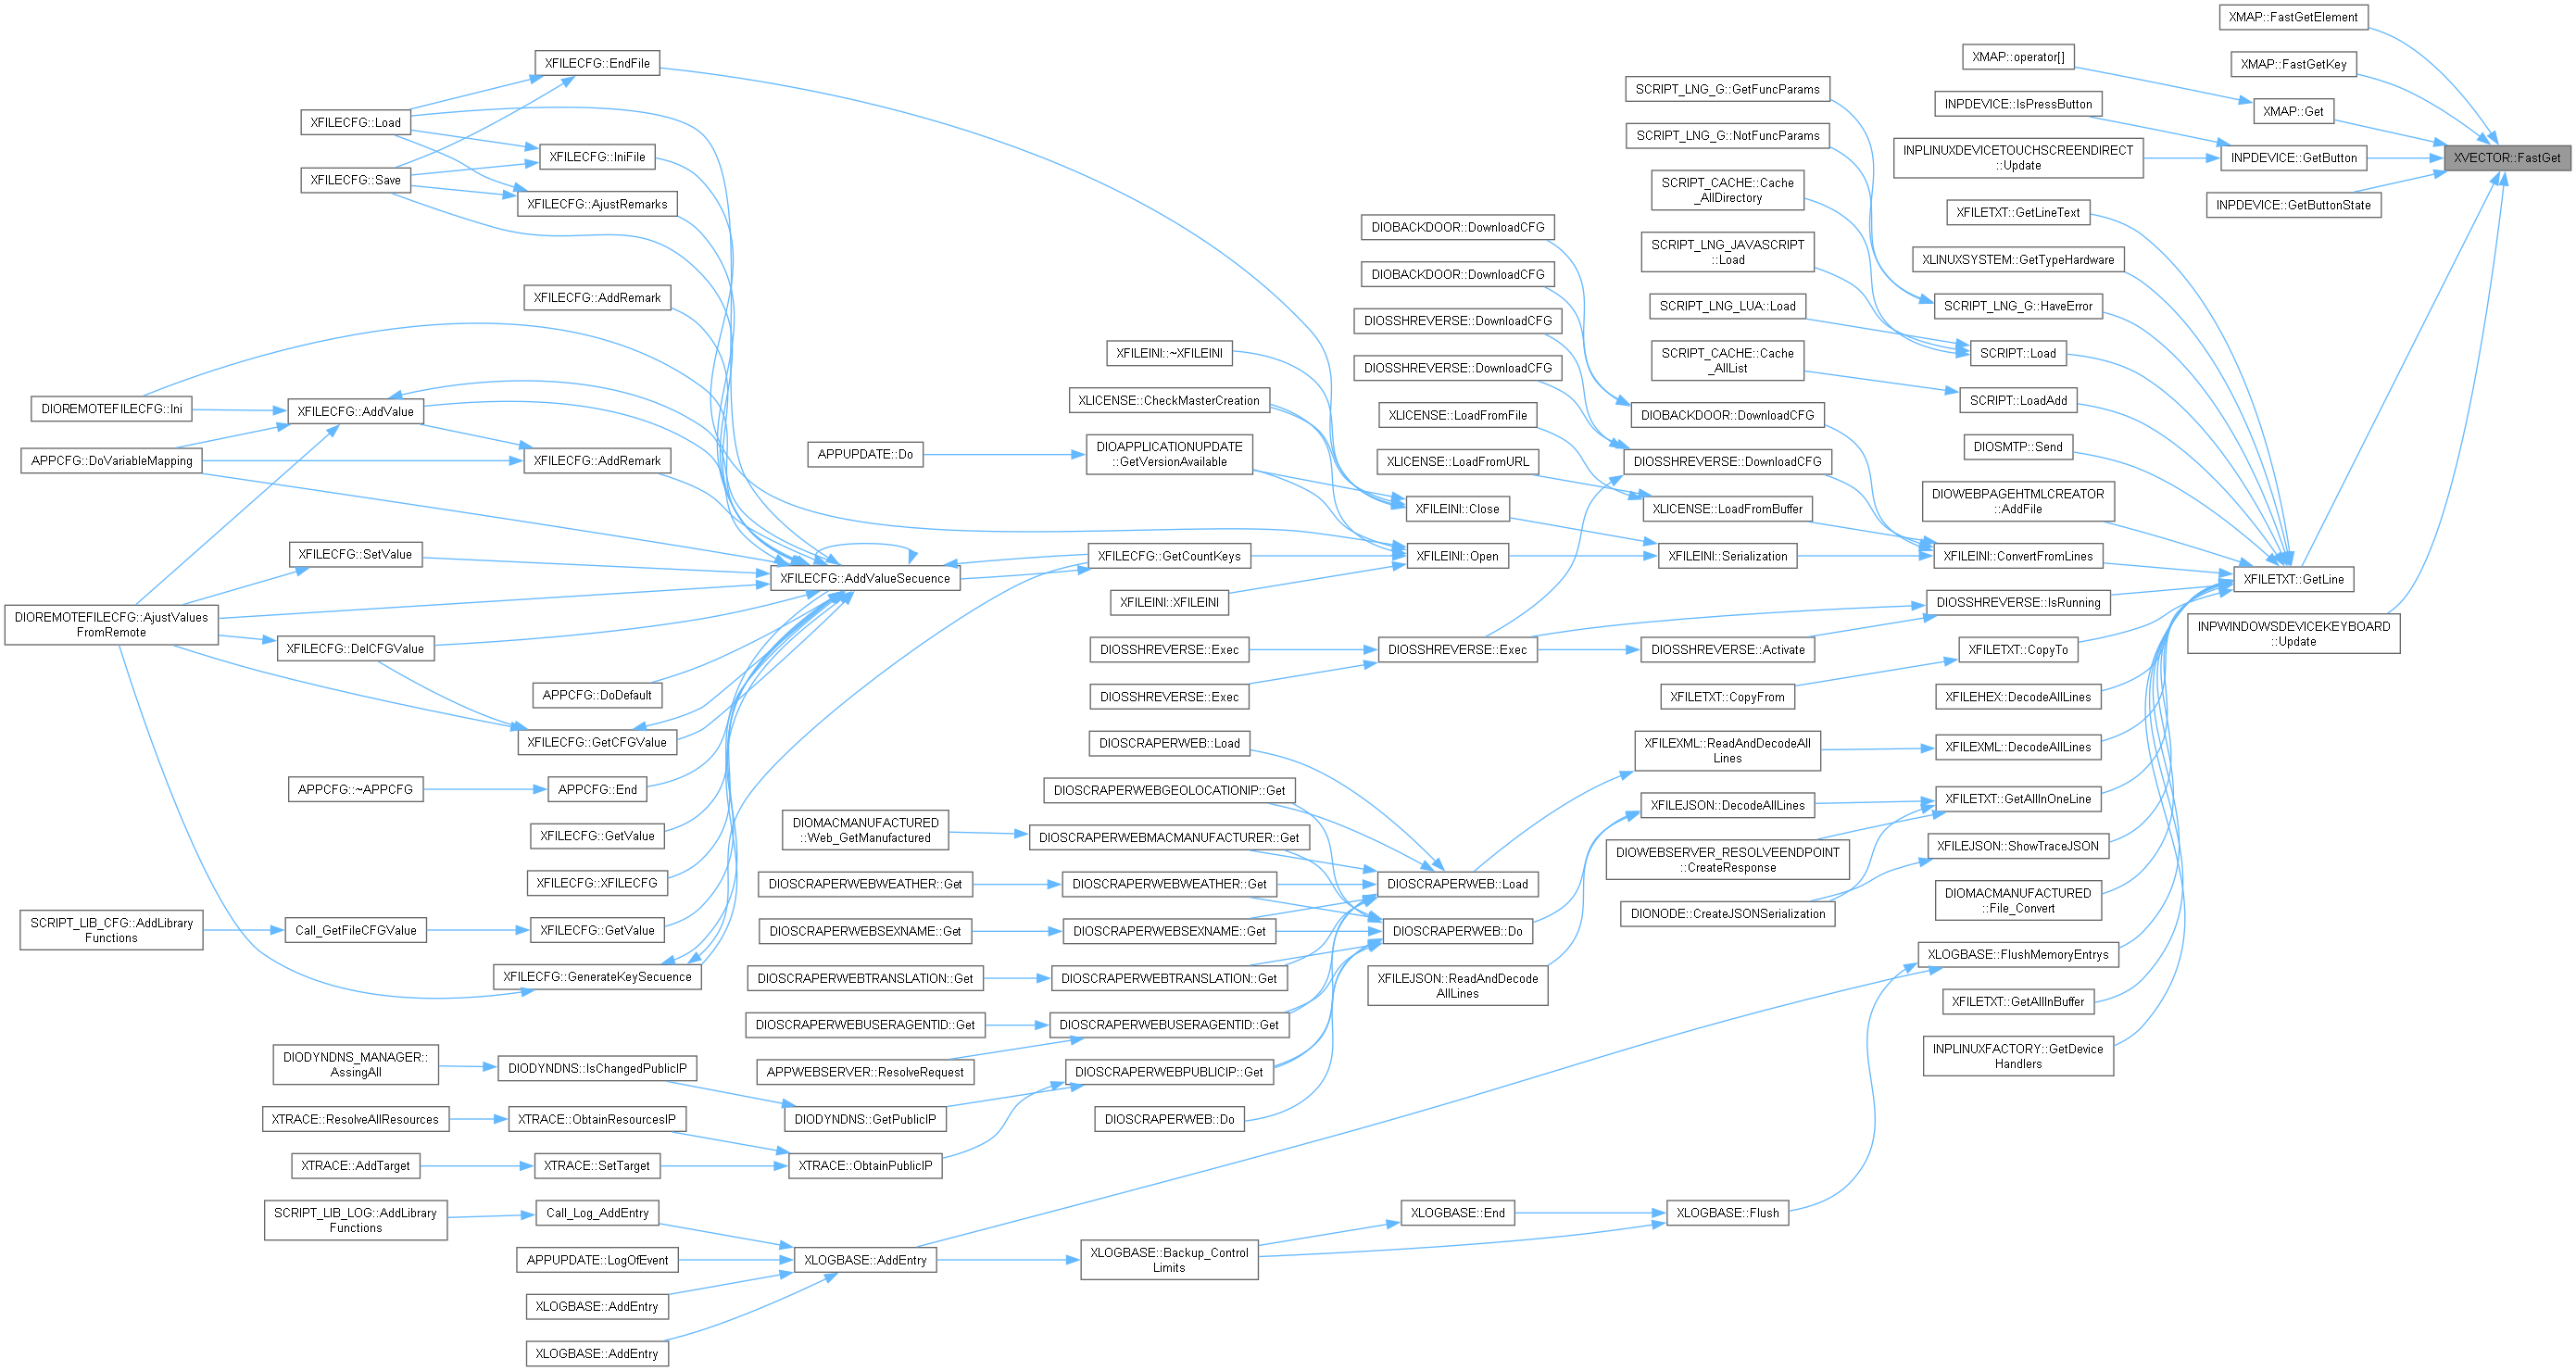 XMAP::FastGetElement
XFILECFG::EndFile
XMAP::operator[]
XMAP::FastGetKey
SCRIPT_LNG_G::GetFuncParams
INPDEVICE::IsPressButton
XMAP::Get
XFILECFG::Load
SCRIPT_LNG_G::NotFuncParams
XFILECFG::IniFile
INPLINUXDEVICETOUCHSCREENDIRECT
::Update
INPDEVICE::GetButton
XVECTOR::FastGet
XFILECFG::Save
SCRIPT_CACHE::Cache
_AllDirectory
XFILECFG::AjustRemarks
INPDEVICE::GetButtonState
XFILETXT::GetLineText
DIOBACKDOOR::DownloadCFG
SCRIPT_LNG_JAVASCRIPT
::Load
XLINUXSYSTEM::GetTypeHardware
DIOBACKDOOR::DownloadCFG
XFILECFG::AddRemark
SCRIPT_LNG_LUA::Load
SCRIPT_LNG_G::HaveError
DIOSSHREVERSE::DownloadCFG
XFILEINI::~XFILEINI
SCRIPT_CACHE::Cache
_AllList
SCRIPT::Load
DIOSSHREVERSE::DownloadCFG
XLICENSE::CheckMasterCreation
SCRIPT::LoadAdd
DIOREMOTEFILECFG::Ini
XFILECFG::AddValue
XLICENSE::LoadFromFile
DIOBACKDOOR::DownloadCFG
DIOSMTP::Send
APPUPDATE::Do
DIOAPPLICATIONUPDATE
::GetVersionAvailable
APPCFG::DoVariableMapping
XFILECFG::AddRemark
XLICENSE::LoadFromURL
DIOSSHREVERSE::DownloadCFG
DIOWEBPAGEHTMLCREATOR
::AddFile
XFILEINI::Close
XLICENSE::LoadFromBuffer
XFILECFG::SetValue
XFILECFG::GetCountKeys
XFILEINI::Open
XFILEINI::Serialization
XFILEINI::ConvertFromLines
XFILECFG::AddValueSecuence
XFILETXT::GetLine
XFILEINI::XFILEINI
DIOSSHREVERSE::IsRunning
DIOREMOTEFILECFG::AjustValues
FromRemote
INPWINDOWSDEVICEKEYBOARD
::Update
XFILECFG::DelCFGValue
DIOSSHREVERSE::Exec
DIOSSHREVERSE::Exec
DIOSSHREVERSE::Activate
XFILETXT::CopyTo
APPCFG::DoDefault
DIOSSHREVERSE::Exec
XFILETXT::CopyFrom
XFILEHEX::DecodeAllLines
XFILECFG::GetCFGValue
DIOSCRAPERWEB::Load
XFILEXML::ReadAndDecodeAll
Lines
XFILEXML::DecodeAllLines
APPCFG::~APPCFG
APPCFG::End
DIOSCRAPERWEBGEOLOCATIONIP::Get
XFILEJSON::DecodeAllLines
XFILETXT::GetAllInOneLine
XFILECFG::GetValue
DIOMACMANUFACTURED
::Web_GetManufactured
DIOSCRAPERWEBMACMANUFACTURER::Get
DIOWEBSERVER_RESOLVEENDPOINT
::CreateResponse
XFILEJSON::ShowTraceJSON
XFILECFG::XFILECFG
DIOSCRAPERWEBWEATHER::Get
DIOSCRAPERWEBWEATHER::Get
DIOSCRAPERWEB::Load
DIOMACMANUFACTURED
::File_Convert
DIONODE::CreateJSONSerialization
SCRIPT_LIB_CFG::AddLibrary
Functions
Call_GetFileCFGValue
XFILECFG::GetValue
DIOSCRAPERWEBSEXNAME::Get
DIOSCRAPERWEBSEXNAME::Get
DIOSCRAPERWEB::Do
XLOGBASE::FlushMemoryEntrys
XFILECFG::GenerateKeySecuence
DIOSCRAPERWEBTRANSLATION::Get
DIOSCRAPERWEBTRANSLATION::Get
XFILEJSON::ReadAndDecode
AllLines
XFILETXT::GetAllInBuffer
DIOSCRAPERWEBUSERAGENTID::Get
DIOSCRAPERWEBUSERAGENTID::Get
INPLINUXFACTORY::GetDevice
Handlers
DIODYNDNS_MANAGER::
AssingAll
DIODYNDNS::IsChangedPublicIP
APPWEBSERVER::ResolveRequest
DIOSCRAPERWEBPUBLICIP::Get
XTRACE::ResolveAllResources
XTRACE::ObtainResourcesIP
DIODYNDNS::GetPublicIP
DIOSCRAPERWEB::Do
XTRACE::AddTarget
XTRACE::SetTarget
XTRACE::ObtainPublicIP
SCRIPT_LIB_LOG::AddLibrary
Functions
Call_Log_AddEntry
XLOGBASE::End
XLOGBASE::Flush
APPUPDATE::LogOfEvent
XLOGBASE::AddEntry
XLOGBASE::Backup_Control
Limits
XLOGBASE::AddEntry
XLOGBASE::AddEntry